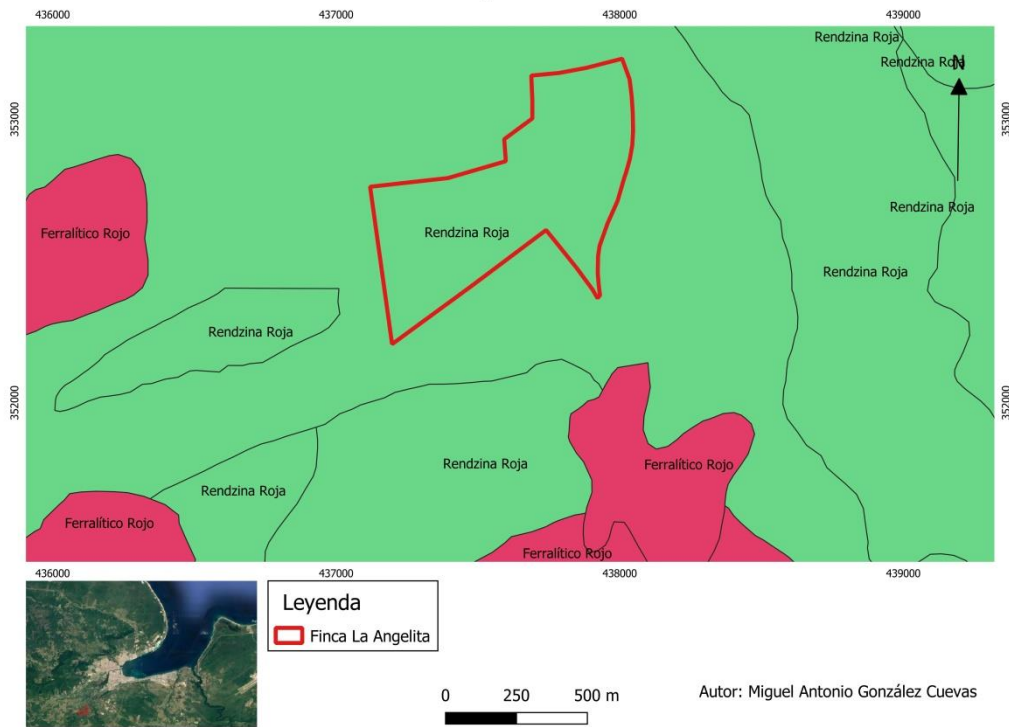 436000
437000
438000
439000
Rendzina Roja
Rendzina Roja
N
353000
353000
Rendzina Roja
Ferralítico Rojo
Rendzina Roja
Rendzina Roja
Rendzina Roja
352000
352000
Rendzina Roja
Ferralítico Rojo
Rendzina Roja
Ferralítico Rojo
Ferralítico Rojo
436000
437000
438000
439000
Leyenda
Finca La Angelita
0 250 500 m
Autor: Miguel Antonio González Cuevas